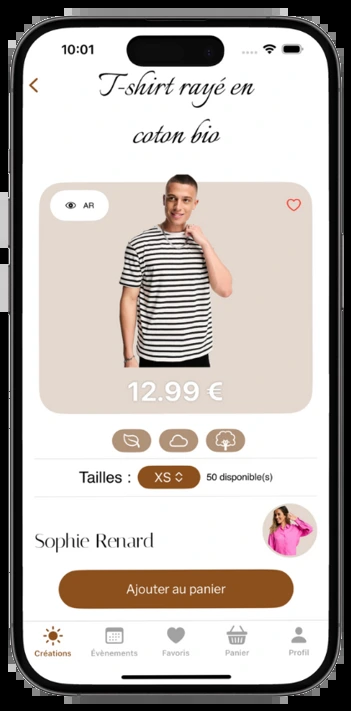 10:01
T-shirt rayé en
coton bio
AR
12.99 €
Tailles : XS 50 disponible(s)
Sophie Renard
Ajouter au panier
Créations Évènements Favoris Panier Profil